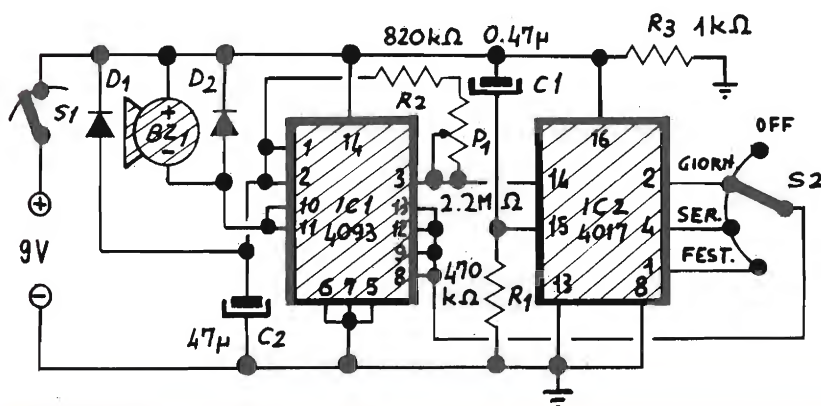 820kΩ 0.47µ R3 1kΩ
D1 D2
S1 + BZ1 − R2 C1
P1
OFF
14 16
1
2 3 14 2 GIORN. S2
10 IC1 13 2.2MΩ IC2
11 4093 12 15 4017 4 SER.
9V 9 FEST.
8 470 kΩ R1 1
6 7 5 13 8
+
−
47µ C2